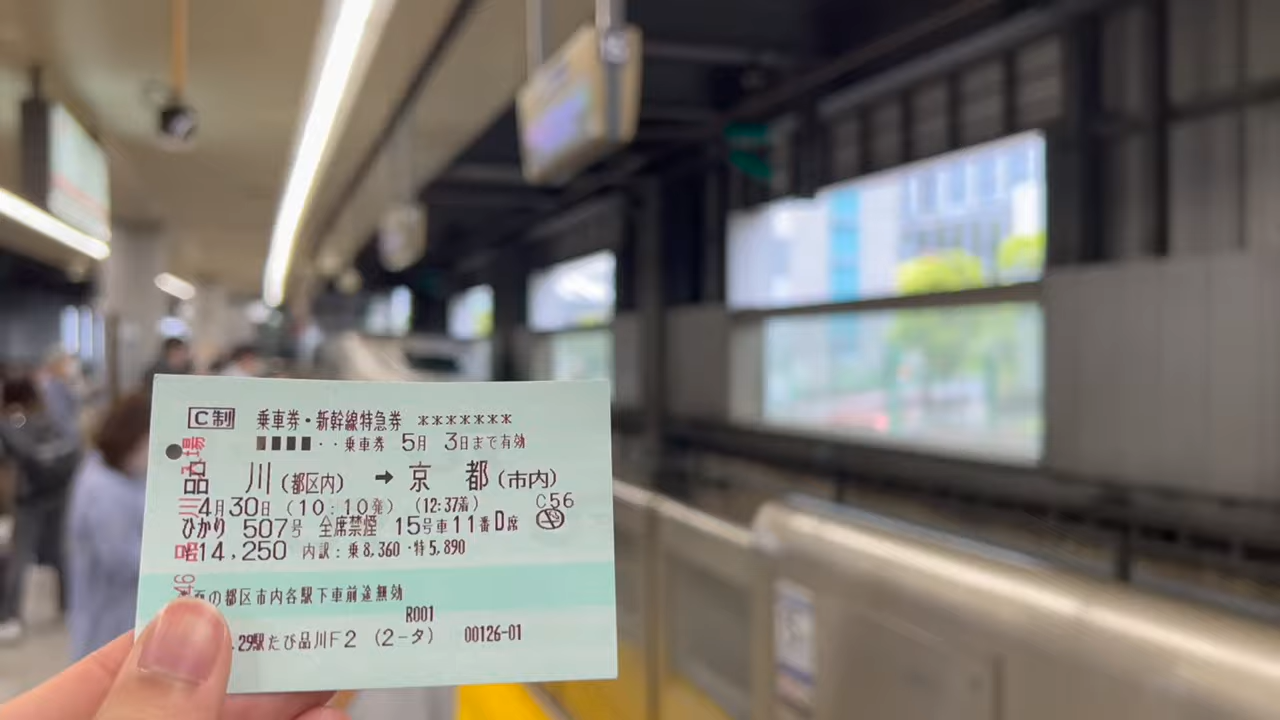 C制 乗車券・新幹線特急券 *******
■■■■・・乗車券 5月 3日まで有効
品 川(都区内) ➡ 京 都(市内)
4月30日(10:10発) (12:37着) C56
ひかり 507号 全席禁煙 15号車11番D席
14,250 内訳:乗8,360・特5,890
の都区市内各駅下車前途無効
R001
.29駅たび品川F2 (2-タ) 00126-01
品川 入場
46